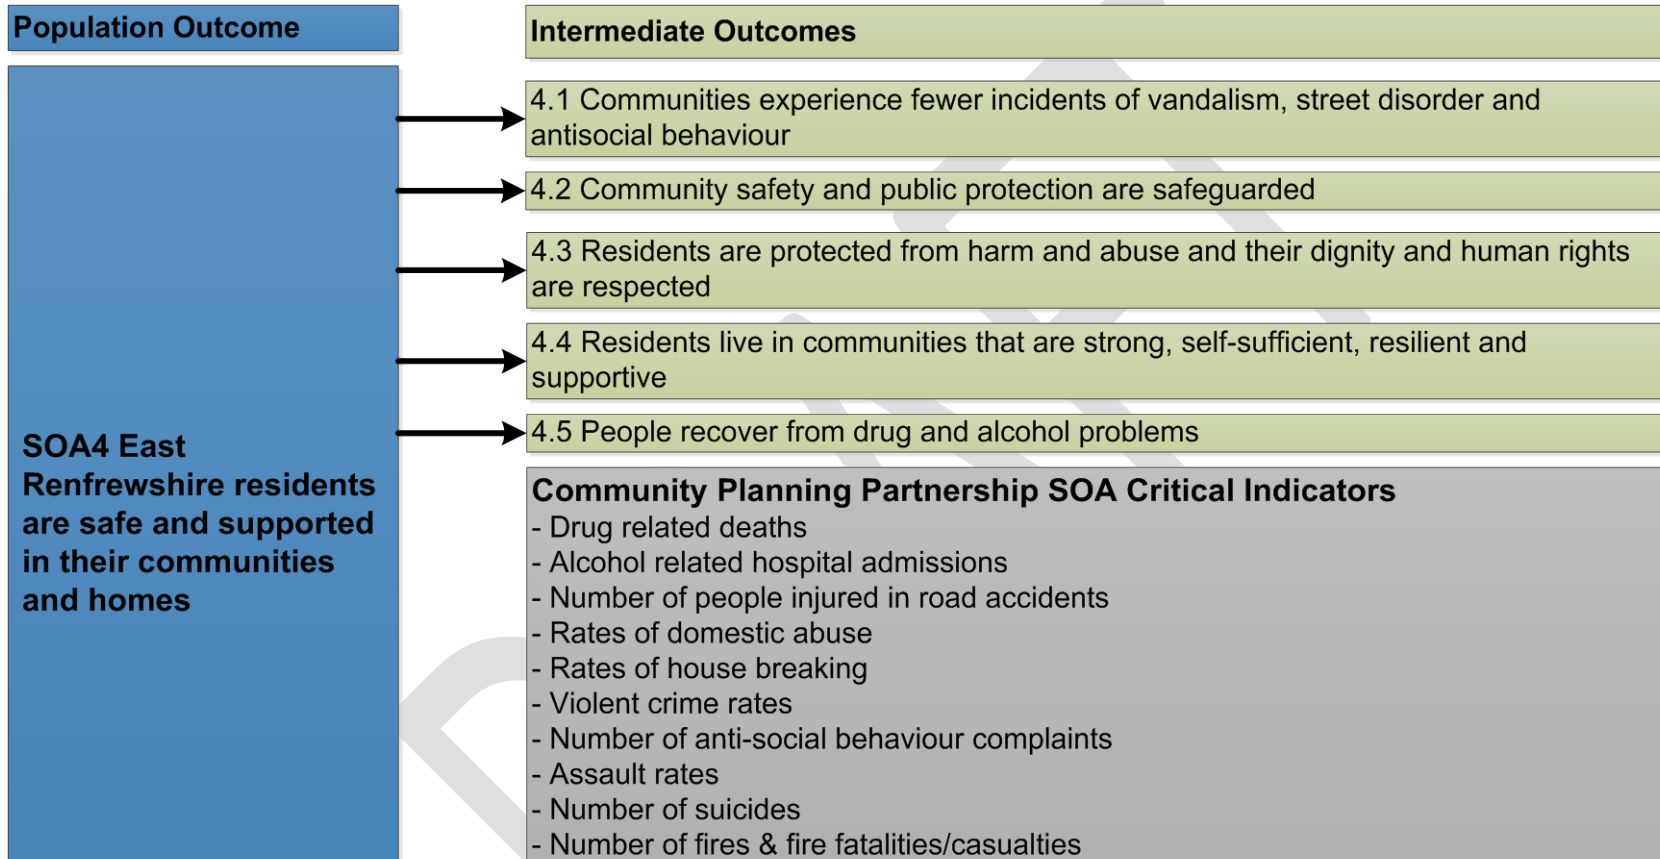 Population Outcome
Intermediate Outcomes
SOA4 East
Renfrewshire residents
are safe and supported
in their communities
and homes
4.1 Communities experience fewer incidents of vandalism, street disorder and
antisocial behaviour
4.2 Community safety and public protection are safeguarded
4.3 Residents are protected from harm and abuse and their dignity and human rights
are respected
4.4 Residents live in communities that are strong, self-sufficient, resilient and
supportive
4.5 People recover from drug and alcohol problems
Community Planning Partnership SOA Critical Indicators
- Drug related deaths
- Alcohol related hospital admissions
- Number of people injured in road accidents
- Rates of domestic abuse
- Rates of house breaking
- Violent crime rates
- Number of anti-social behaviour complaints
- Assault rates
- Number of suicides
- Number of fires & fire fatalities/casualties